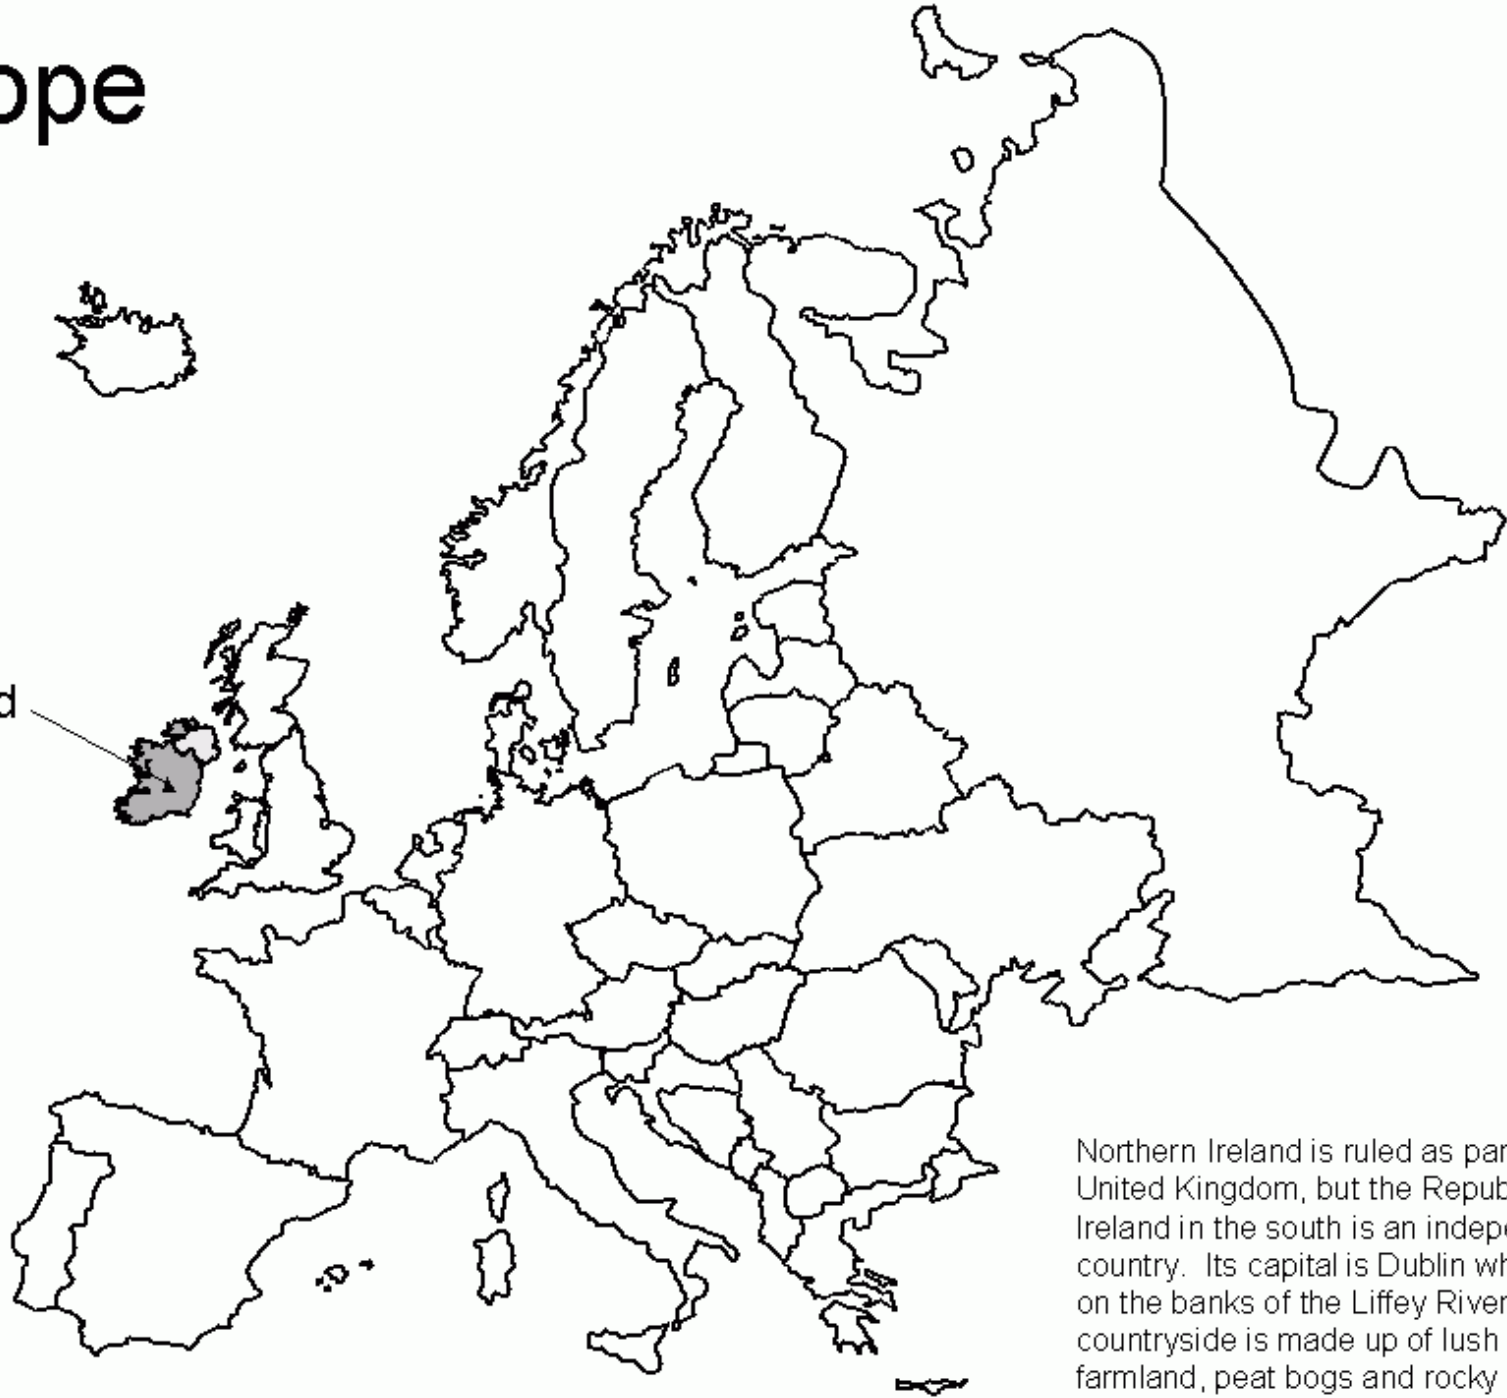 ope
d
Northern Ireland is ruled as par
United Kingdom, but the Repub
Ireland in the south is an indepe
country.  Its capital is Dublin wh
on the banks of the Liffey River
countryside is made up of lush
farmland, peat bogs and rocky